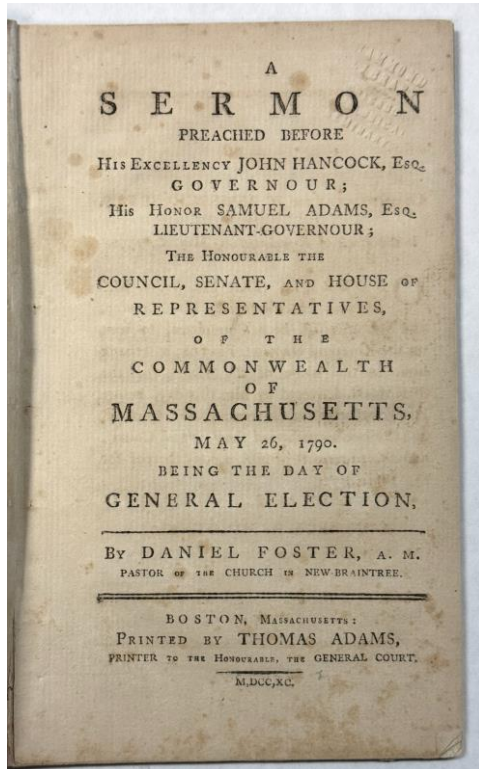 A
SERMON
PREACHED BEFORE
HIS EXCELLENCY JOHN HANCOCK, ESQ.
GOVERNOUR;
HIS HONOR SAMUEL ADAMS, ESQ.
LIEUTENANT-GOVERNOUR;
THE HONOURABLE THE
COUNCIL, SENATE, AND HOUSE OF
REPRESENTATIVES,
OF THE
COMMONWEALTH
OF
MASSACHUSETTS,
MAY 26, 1790.
BEING THE DAY OF
GENERAL ELECTION,
BY DANIEL FOSTER, A. M.
PASTOR OF THE CHURCH IN NEW-BRAINTREE.
BOSTON, MASSACHUSETTS:
PRINTED BY THOMAS ADAMS,
PRINTER TO THE HONOURABLE, THE GENERAL COURT.
M,DCC,XC.